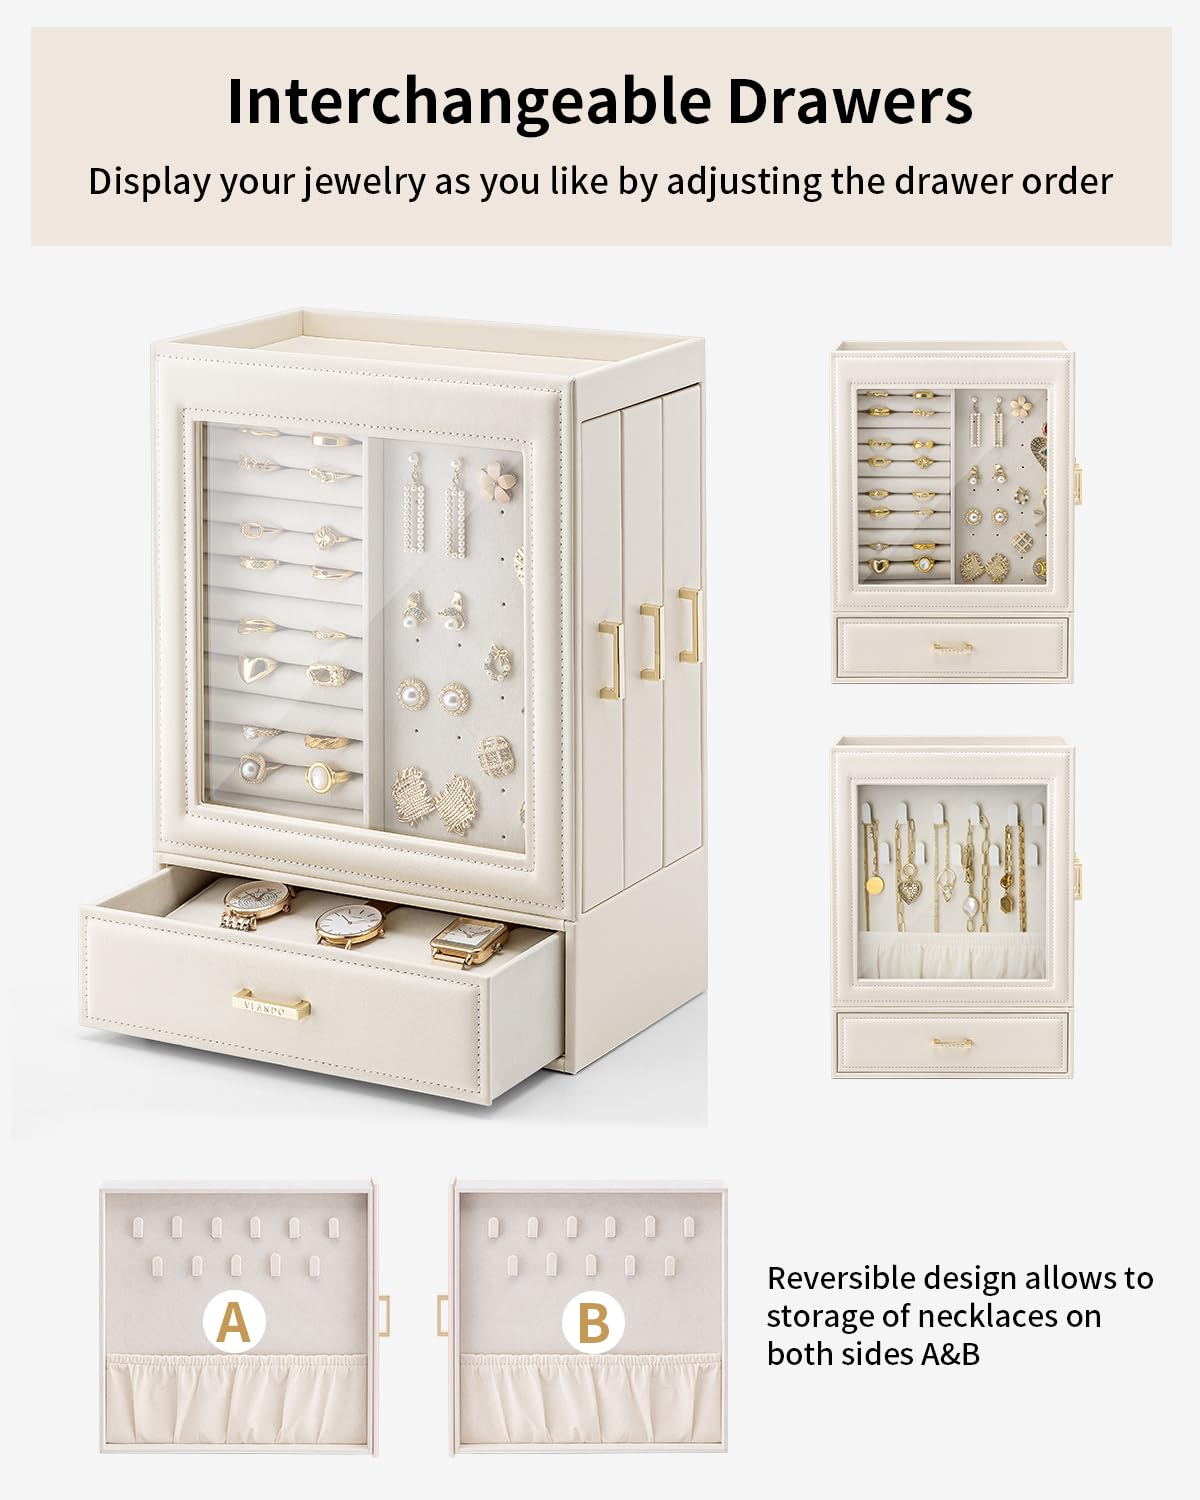 Interchangeable Drawers
Display your jewelry as you like by adjusting the drawer order
VLANDO
A
B
Reversible design allows to
storage of necklaces on
both sides A&B